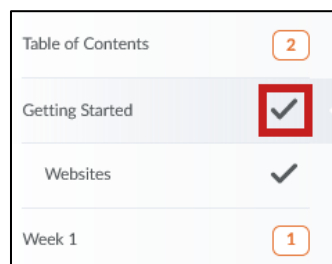 Table of Contents 2
Getting Started
Websites
Week 1 1